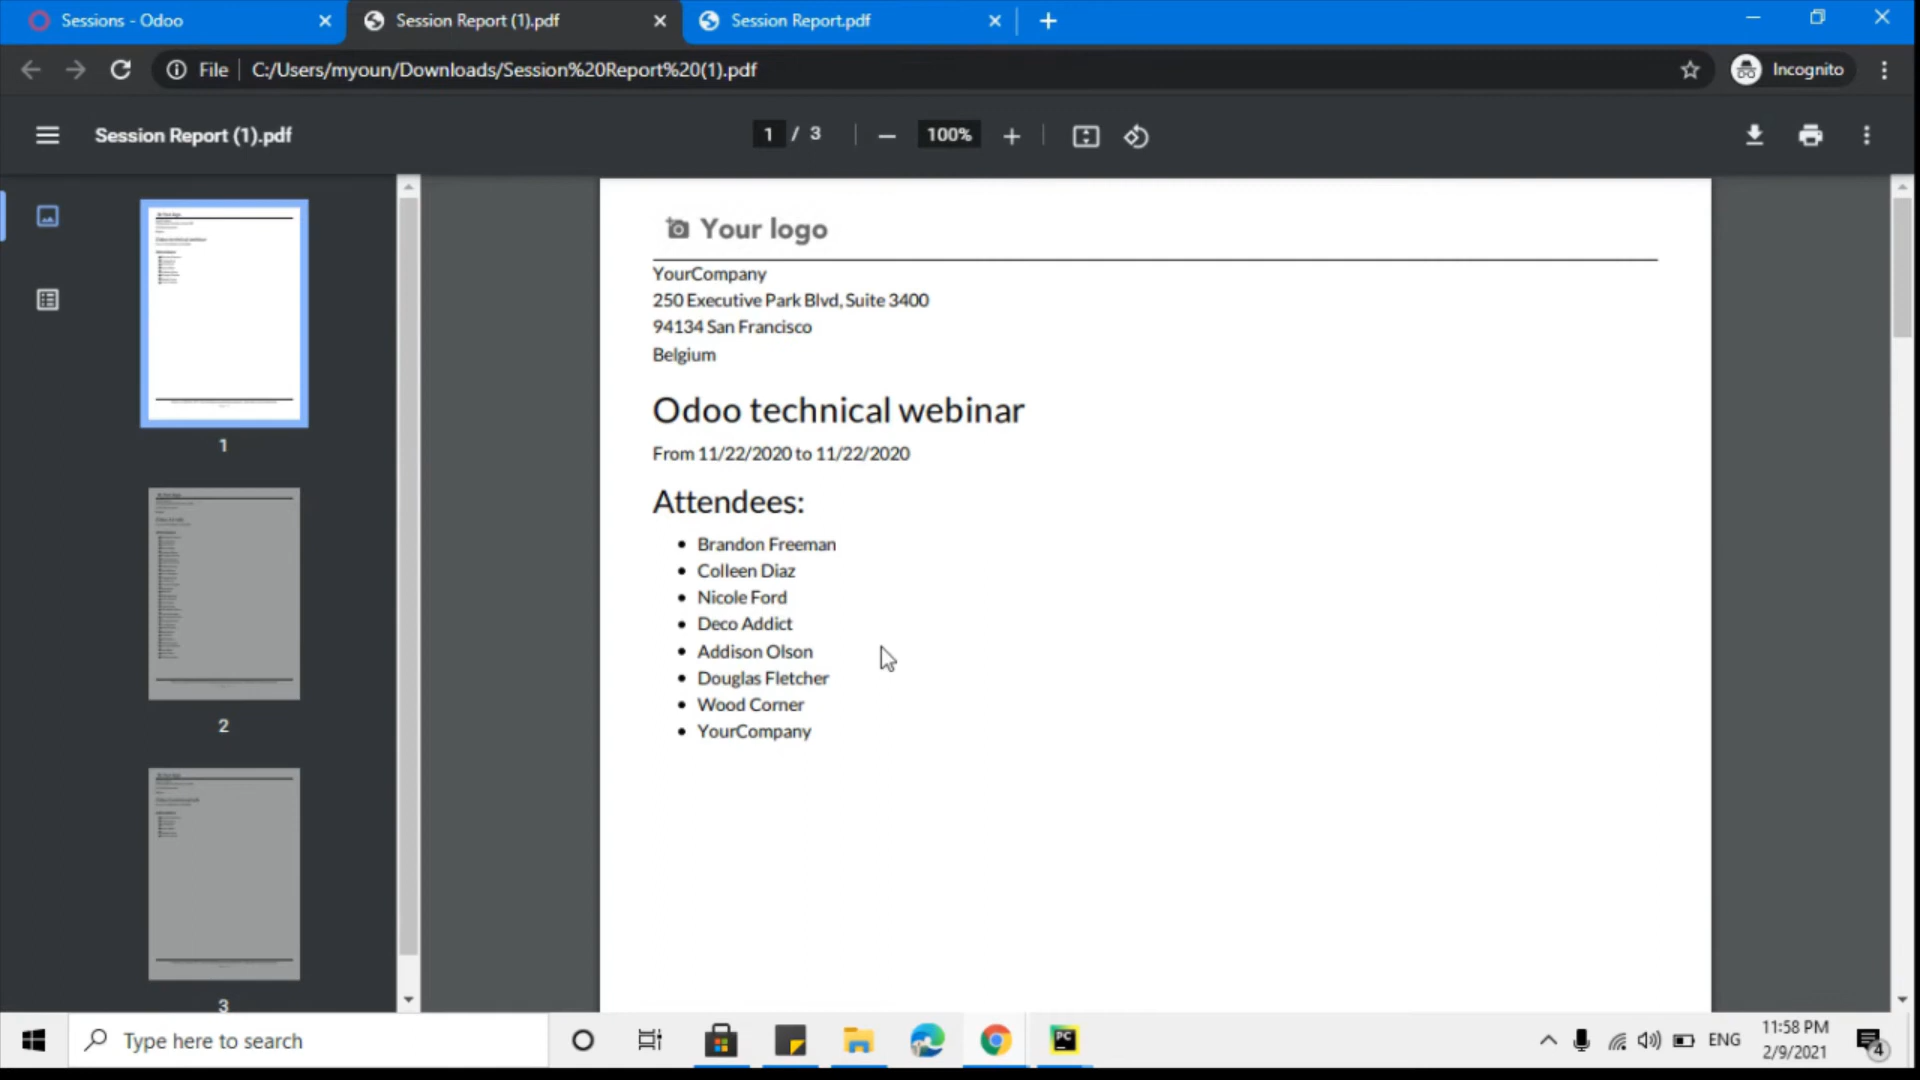 Sessions - Odoo
Session Report (1).pdf
Session Report.pdf
File
C:/Users/myoun/Downloads/Session%20Report%20(1).pdf
Incognito
Session Report (1).pdf
1 / 3
100%
1
2
3
Your logo
YourCompany
250 Executive Park Blvd, Suite 3400
94134 San Francisco
Belgium
Odoo technical webinar
From 11/22/2020 to 11/22/2020
Attendees:
Brandon Freeman
Colleen Diaz
Nicole Ford
Deco Addict
Addison Olson
Douglas Fletcher
Wood Corner
YourCompany
Type here to search
PC
ENG
11:58 PM
2/9/2021
4